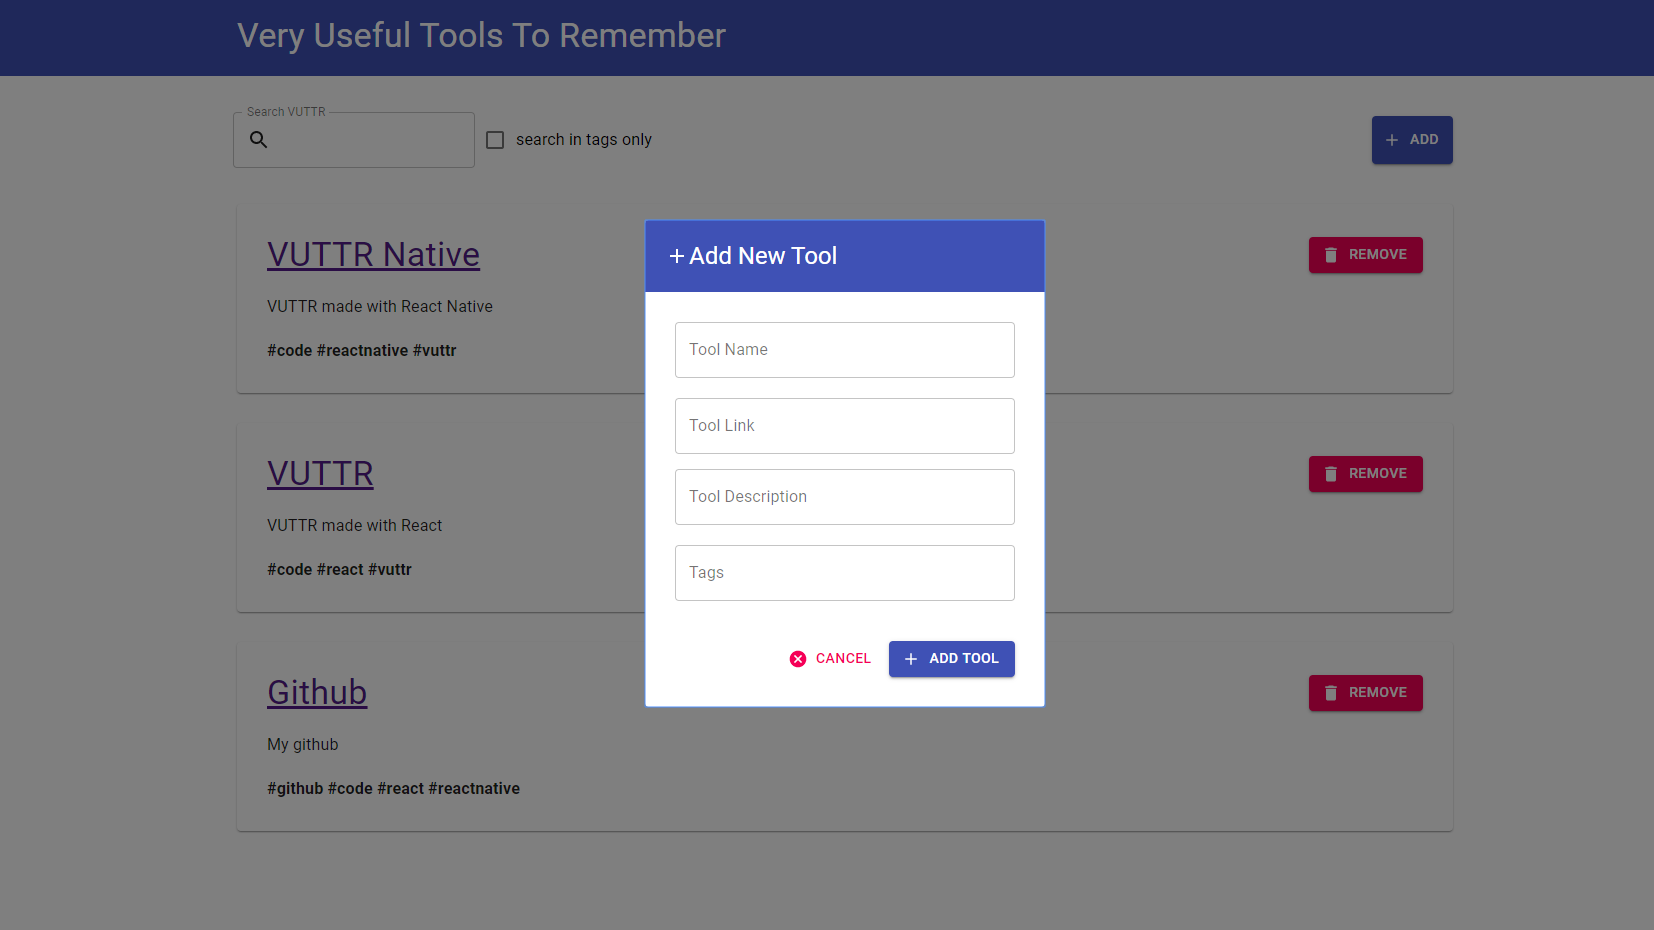 Very Useful Tools To Remember
Search VUTTR
search in tags only
ADD
VUTTR Native
REMOVE
VUTTR made with React Native
#code #reactnative #vuttr
VUTTR
REMOVE
VUTTR made with React
#code #react #vuttr
Github
REMOVE
My github
#github #code #react #reactnative
+Add New Tool
Tool Name
Tool Link
Tool Description
Tags
CANCEL
+ ADD TOOL